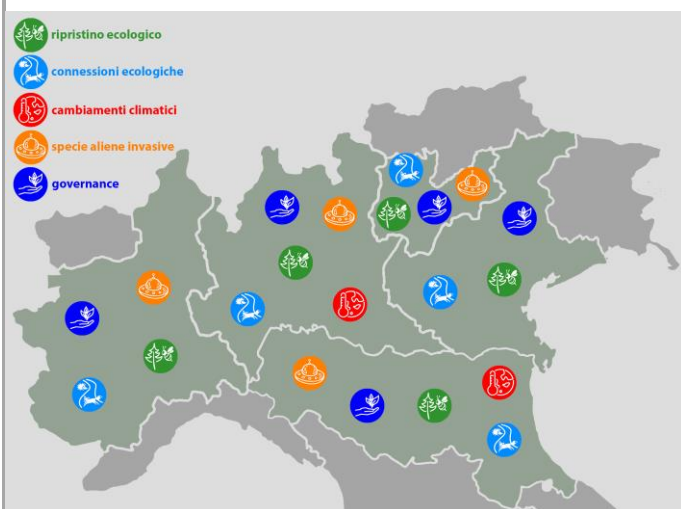 ripristino ecologico
connessioni ecologiche
cambiamenti climatici
specie aliene invasive
governance